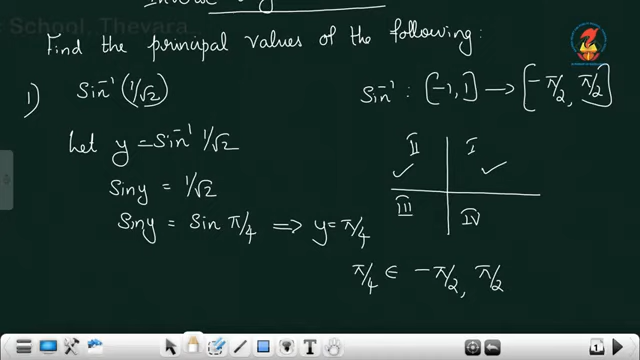 School, Thevara
Find the principal values of the following:
1) Sin⁻¹(1/√2)
Sin⁻¹ : [-1, 1] → [-π/2, π/2]
Let y = Sin⁻¹ 1/√2
II I
Sin y = 1/√2
III IV
Sin y = Sin π/4 ⟹ y = π/4
π/4 ∈ -π/2, π/2
T
1